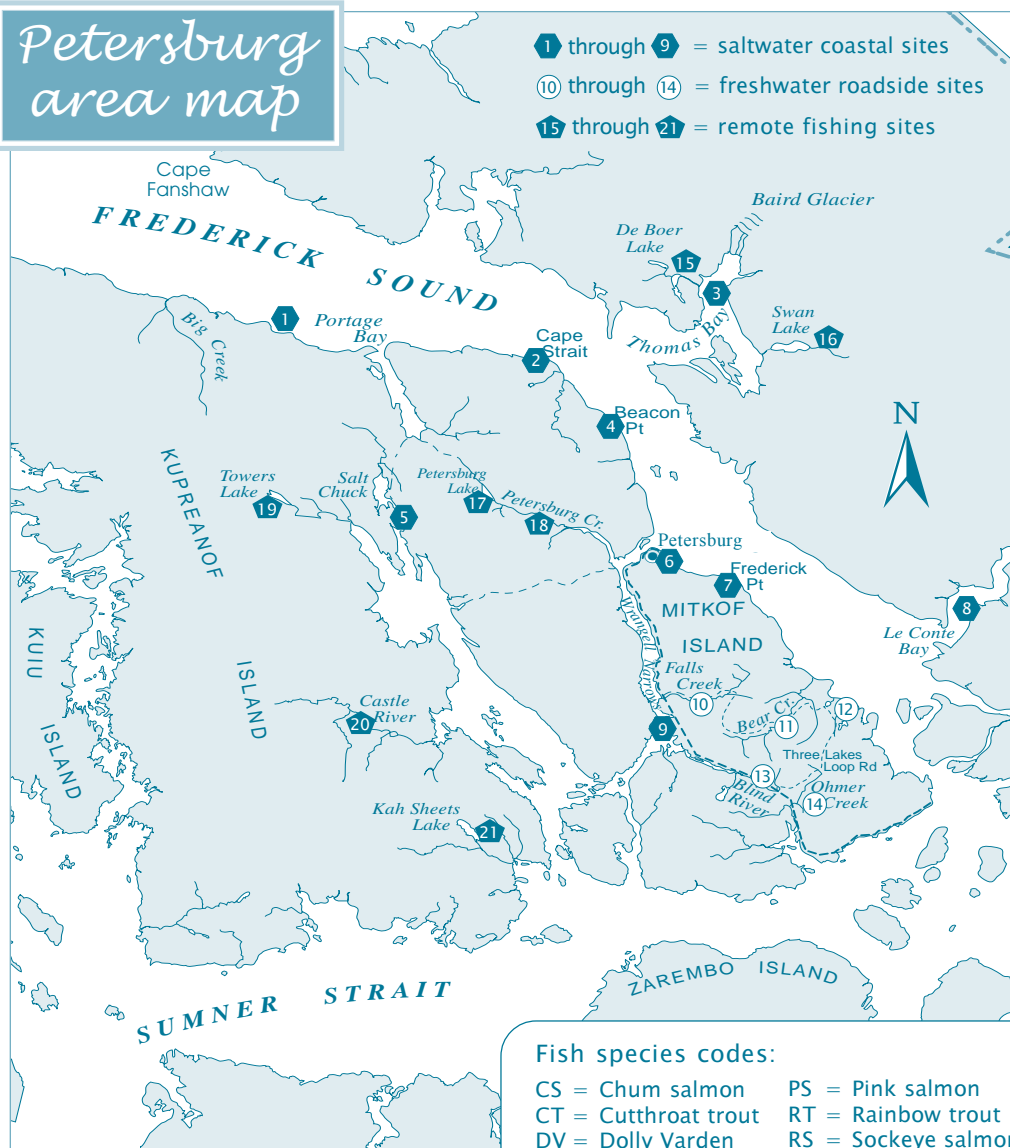 Petersburg
area map
1 through 9 = saltwater coastal sites
10 through 14 = freshwater roadside sites
15 through 21 = remote fishing sites
Cape
Fanshaw
FREDERICK SOUND
Baird Glacier
De Boer
Lake
15
3
1
Portage
Bay
Big Creek
Cape
Strait
2
Thomas Bay
Swan
Lake
16
4
Beacon
Pt
N
KUPREANOF
ISLAND
Towers
Lake
19
Salt
Chuck
5
Petersburg
Lake
17
Petersburg Cr.
18
Petersburg
6
Frederick
Pt
7
MITKOF
ISLAND
Wrangell Narrows
8
Le Conte
Bay
KUIU
ISLAND
Falls
Creek
10
Castle
River
20
9
Bear Cr.
11
12
Three Lakes
Loop Rd
13
Blind
River
Ohmer
Creek
14
Kah Sheets
Lake
21
ZAREMBO ISLAND
SUMNER STRAIT
Fish species codes:
CS = Chum salmon
CT = Cutthroat trout
DV = Dolly Varden
PS = Pink salmon
RT = Rainbow trout
RS = Sockeye salmon